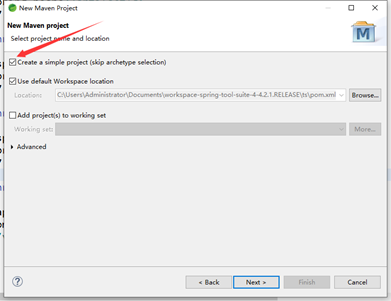 New Maven Project
New Maven project
Select project name and location
Create a simple project (skip archetype selection)
Use default Workspace location
Location: C:\Users\Administrator\Documents\workspace-spring-tool-suite-4-4.2.1.RELEASE\ts\pom.xml Browse...
Add project(s) to working set
Working set: More...
Advanced
< Back Next > Finish Cancel